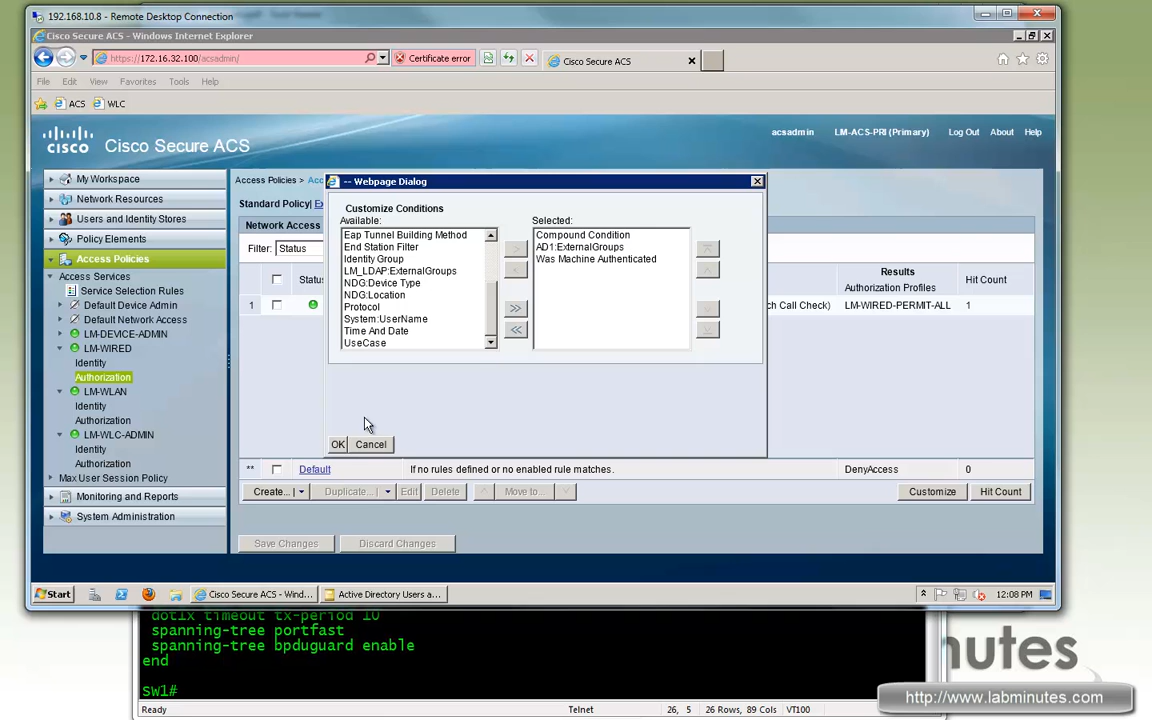 192.168.10.8 - Remote Desktop Connection
Cisco Secure ACS - Windows Internet Explorer
https://172.16.32.100/acsadmin/
Certificate error
Cisco Secure ACS
File Edit View Favorites Tools Help
ACS WLC
cisco Cisco Secure ACS
acsadmin LM-ACS-PRI (Primary) Log Out About Help
My Workspace
Network Resources
Users and Identity Stores
Policy Elements
Access Policies
Access Services
Service Selection Rules
Default Device Admin
Default Network Access
LM-DEVICE-ADMIN
LM-WIRED
Identity
Authorization
LM-WLAN
Identity
Authorization
LM-WLC-ADMIN
Identity
Authorization
Max User Session Policy
Monitoring and Reports
System Administration
Access Policies >
Standard Policy|
Network Access
Filter: Status
Status
1
-- Webpage Dialog
Customize Conditions
Available:
Eap Tunnel Building Method
End Station Filter
Identity Group
LM_LDAP:ExternalGroups
NDG:Device Type
NDG:Location
Protocol
System:UserName
Time And Date
UseCase
Selected:
Compound Condition
AD1:ExternalGroups
Was Machine Authenticated
OK Cancel
Results
Authorization Profiles
Hit Count
Call Check) LM-WIRED-PERMIT-ALL 1
** Default If no rules defined or no enabled rule matches. DenyAccess 0
Create... Duplicate... Edit Delete Move to... Customize Hit Count
Save Changes Discard Changes
Start Cisco Secure ACS - Wind... Active Directory Users a... 12:08 PM
dot1x timeout tx-period 10
spanning-tree portfast
spanning-tree bpduguard enable
end
sw1#
Ready Telnet 26, 5 26 Rows, 89 Cols VT100
http://www.labminutes.com